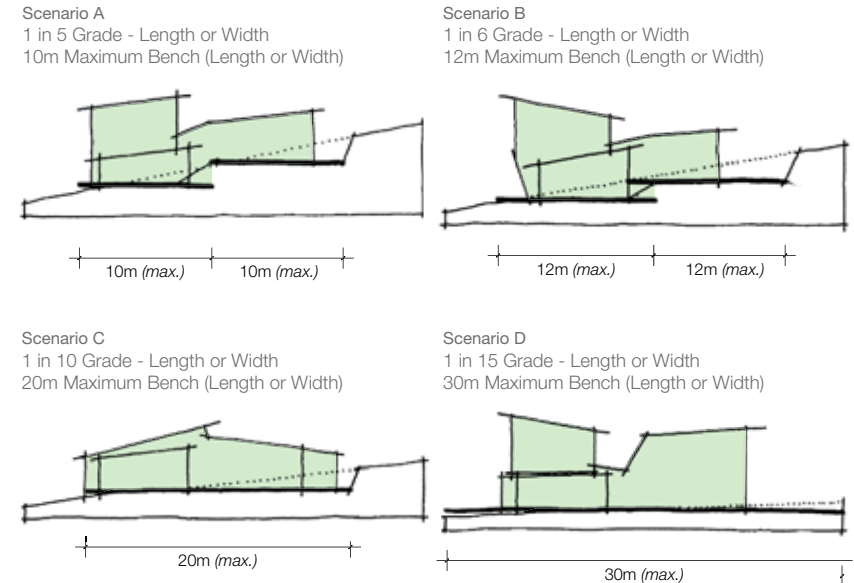 Scenario A
1 in 5 Grade - Length or Width
10m Maximum Bench (Length or Width)
10m (max.)
10m (max.)
Scenario B
1 in 6 Grade - Length or Width
12m Maximum Bench (Length or Width)
12m (max.)
12m (max.)
Scenario C
1 in 10 Grade - Length or Width
20m Maximum Bench (Length or Width)
20m (max.)
Scenario D
1 in 15 Grade - Length or Width
30m Maximum Bench (Length or Width)
30m (max.)